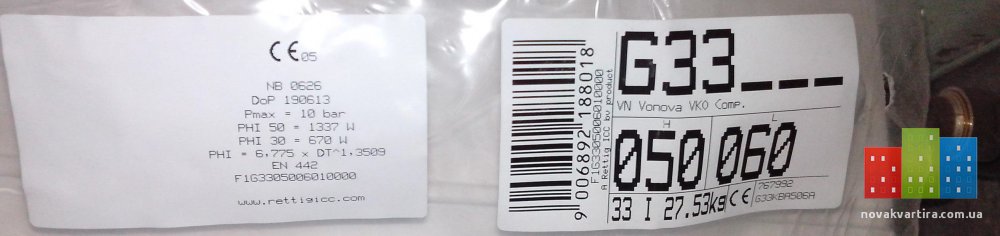 CE 05
NB 0626
DoP 190613
Pmax = 10 bar
PHI 50 = 1337 W
PHI 30 = 670 W
PHI = 6,775 x DT^1,3509
EN 442
F1G3305006010000
www.rettigicc.com
9 006892 188018
F1G3305006010000
A Rettig ICC bv product
G33___
VN Vonova VKO Comp.
H L
050 060
33 I 27.53kg CE
767992
G33KBA506A
novakvartira.com.ua